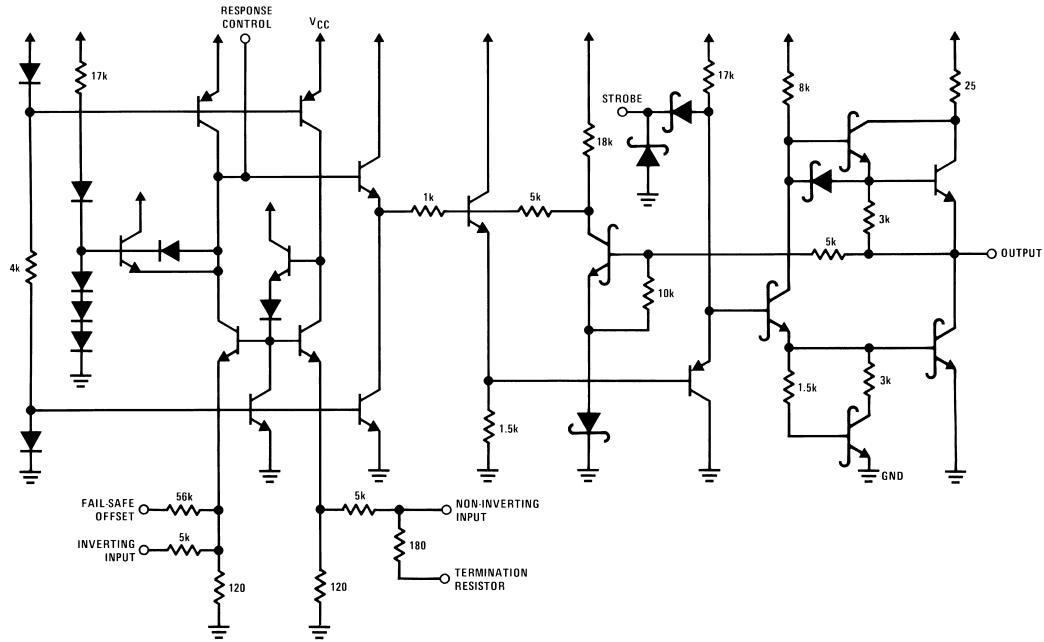 RESPONSE
CONTROL
VCC
17k
17k
8k
25
STROBE
18k
1k
5k
3k
5k
OUTPUT
4k
10k
1.5k
1.5k
3k
GND
FAIL-SAFE
OFFSET
56k
5k
NON-INVERTING
INPUT
INVERTING
INPUT
5k
180
TERMINATION
RESISTOR
120
120